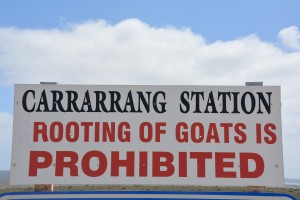 CARRARRANG STATION
ROOTING OF GOATS IS
PROHIBITED